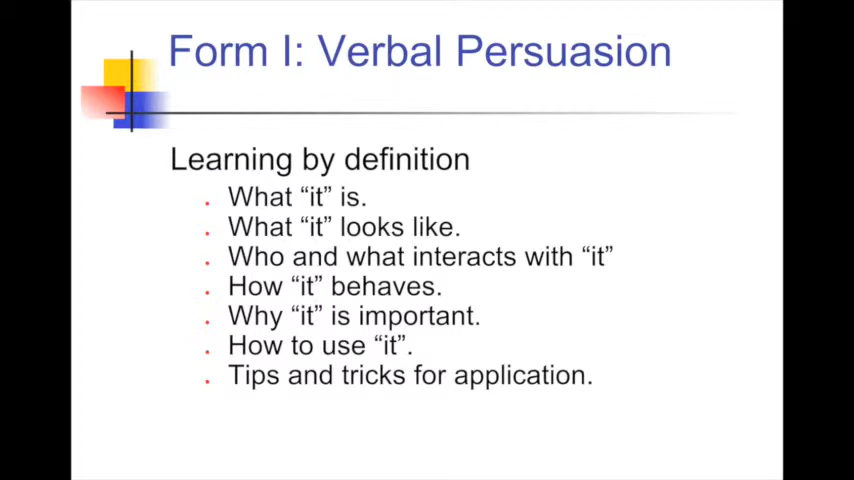 Form I: Verbal Persuasion
Learning by definition
What “it” is.
What “it” looks like.
Who and what interacts with “it”
How “it” behaves.
Why “it” is important.
How to use “it”.
Tips and tricks for application.